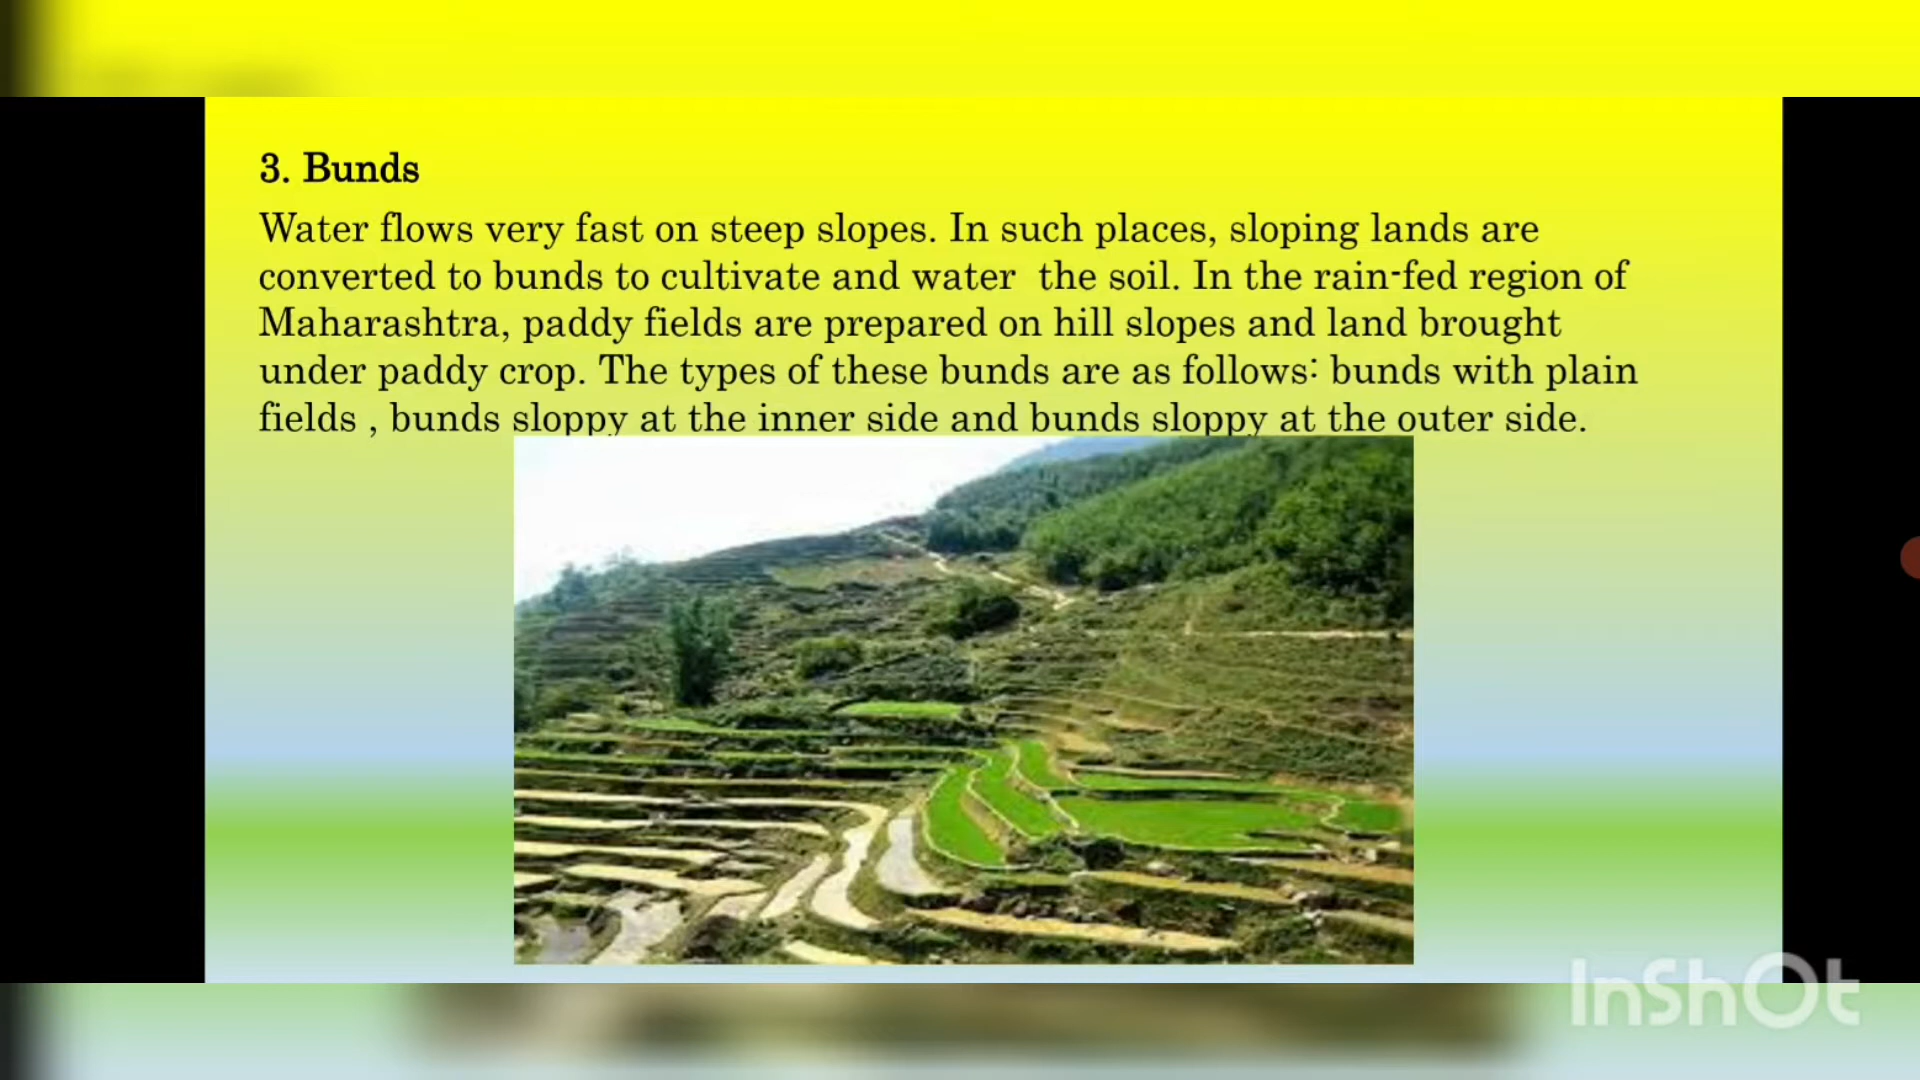 3. Bunds
Water flows very fast on steep slopes. In such places, sloping lands are
converted to bunds to cultivate and water  the soil. In the rain-fed region of
Maharashtra, paddy fields are prepared on hill slopes and land brought
under paddy crop. The types of these bunds are as follows: bunds with plain
fields , bunds sloppy at the inner side and bunds sloppy at the outer side.
InShOt